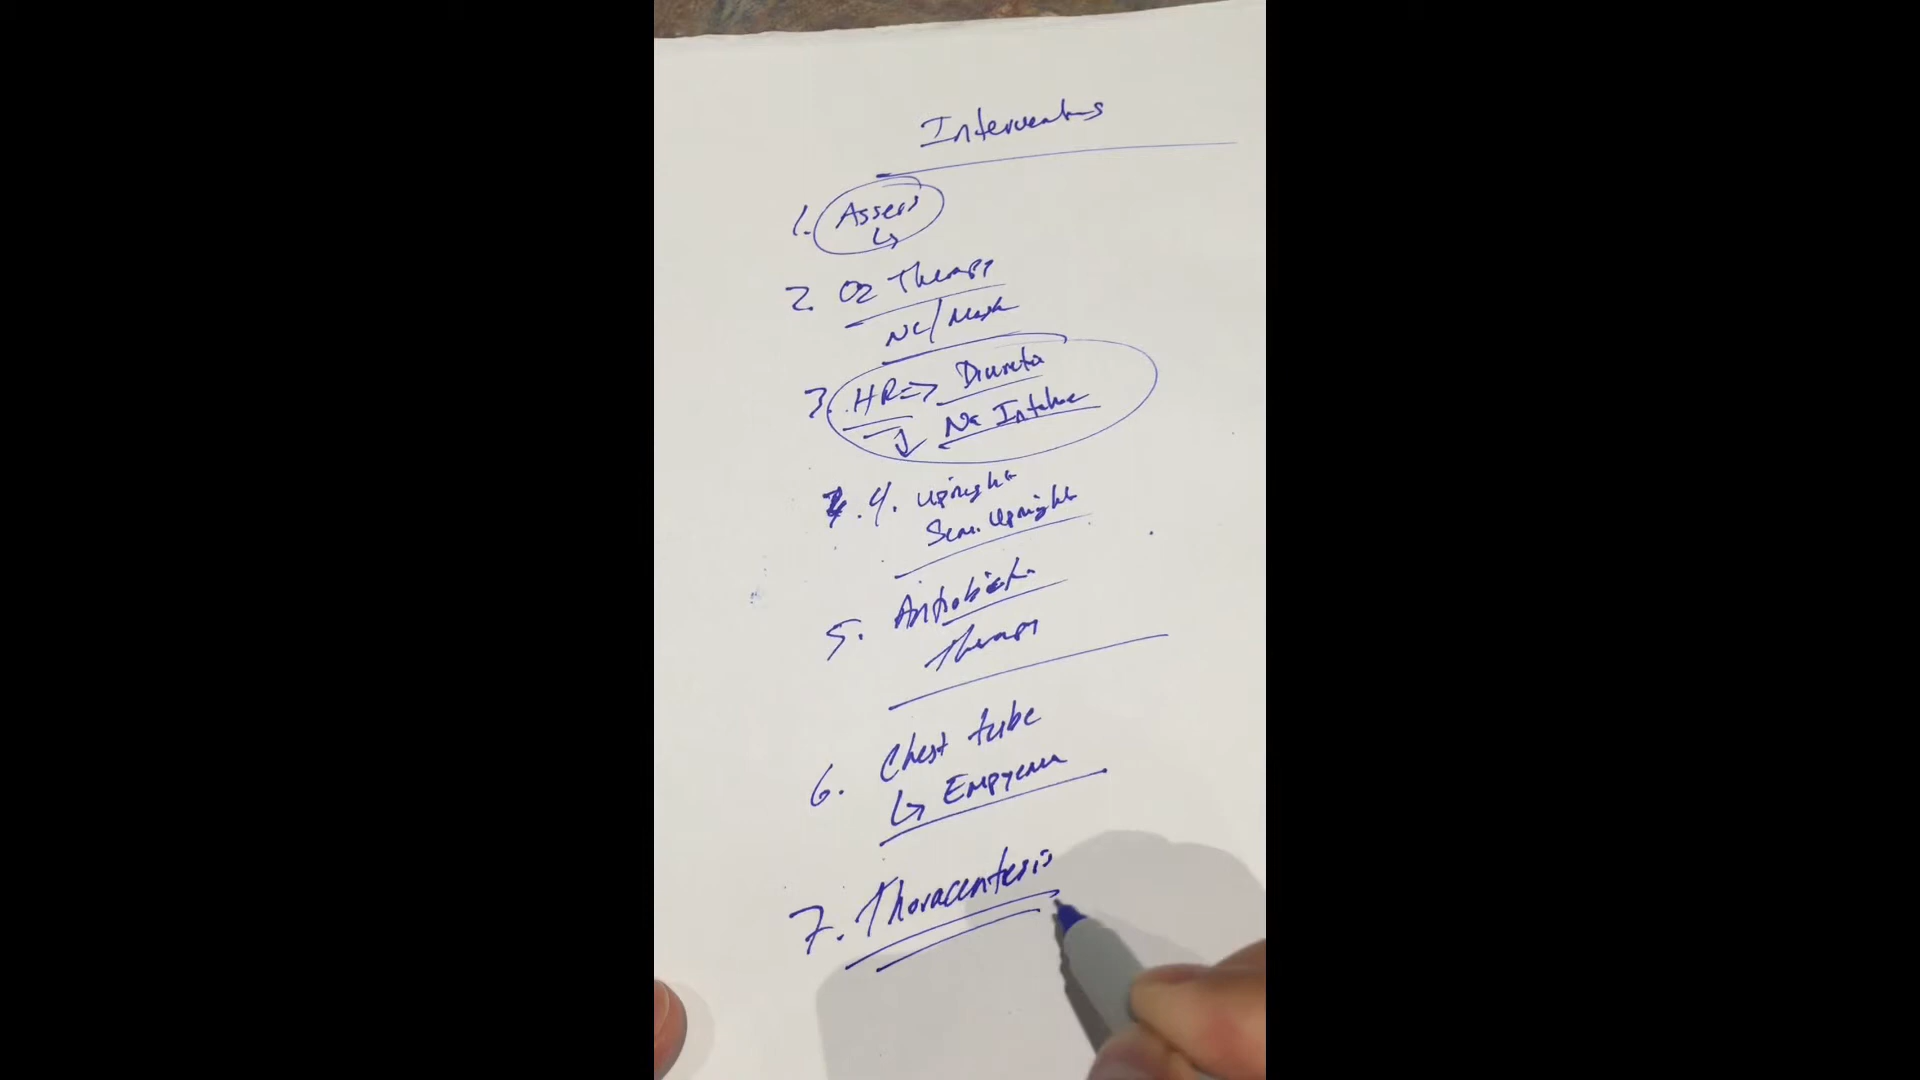 Interventions
1. Assess
2. O2 Therapy
NC/Mask
3. HR => Diuretic
Na Intake
4. Upright
Semi Upright
5. Antibiotic
Therapy
6. Chest tube
↳ Empyema
7. Thoracentesis